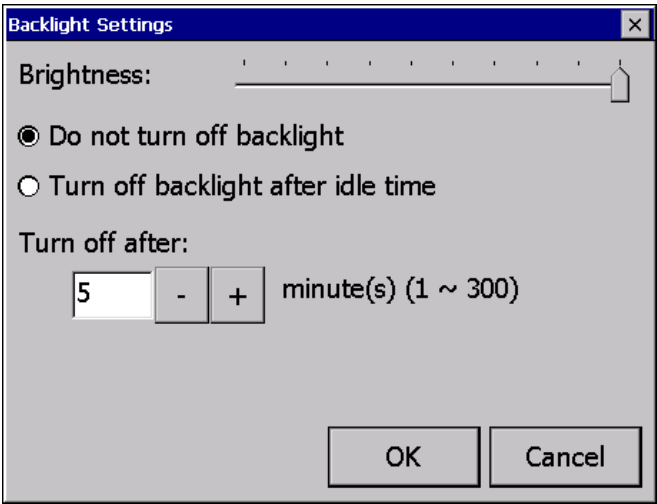 Backlight Settings
Brightness:
Do not turn off backlight
Turn off backlight after idle time
Turn off after:
5 - + minute(s) (1 ~ 300)
OK Cancel